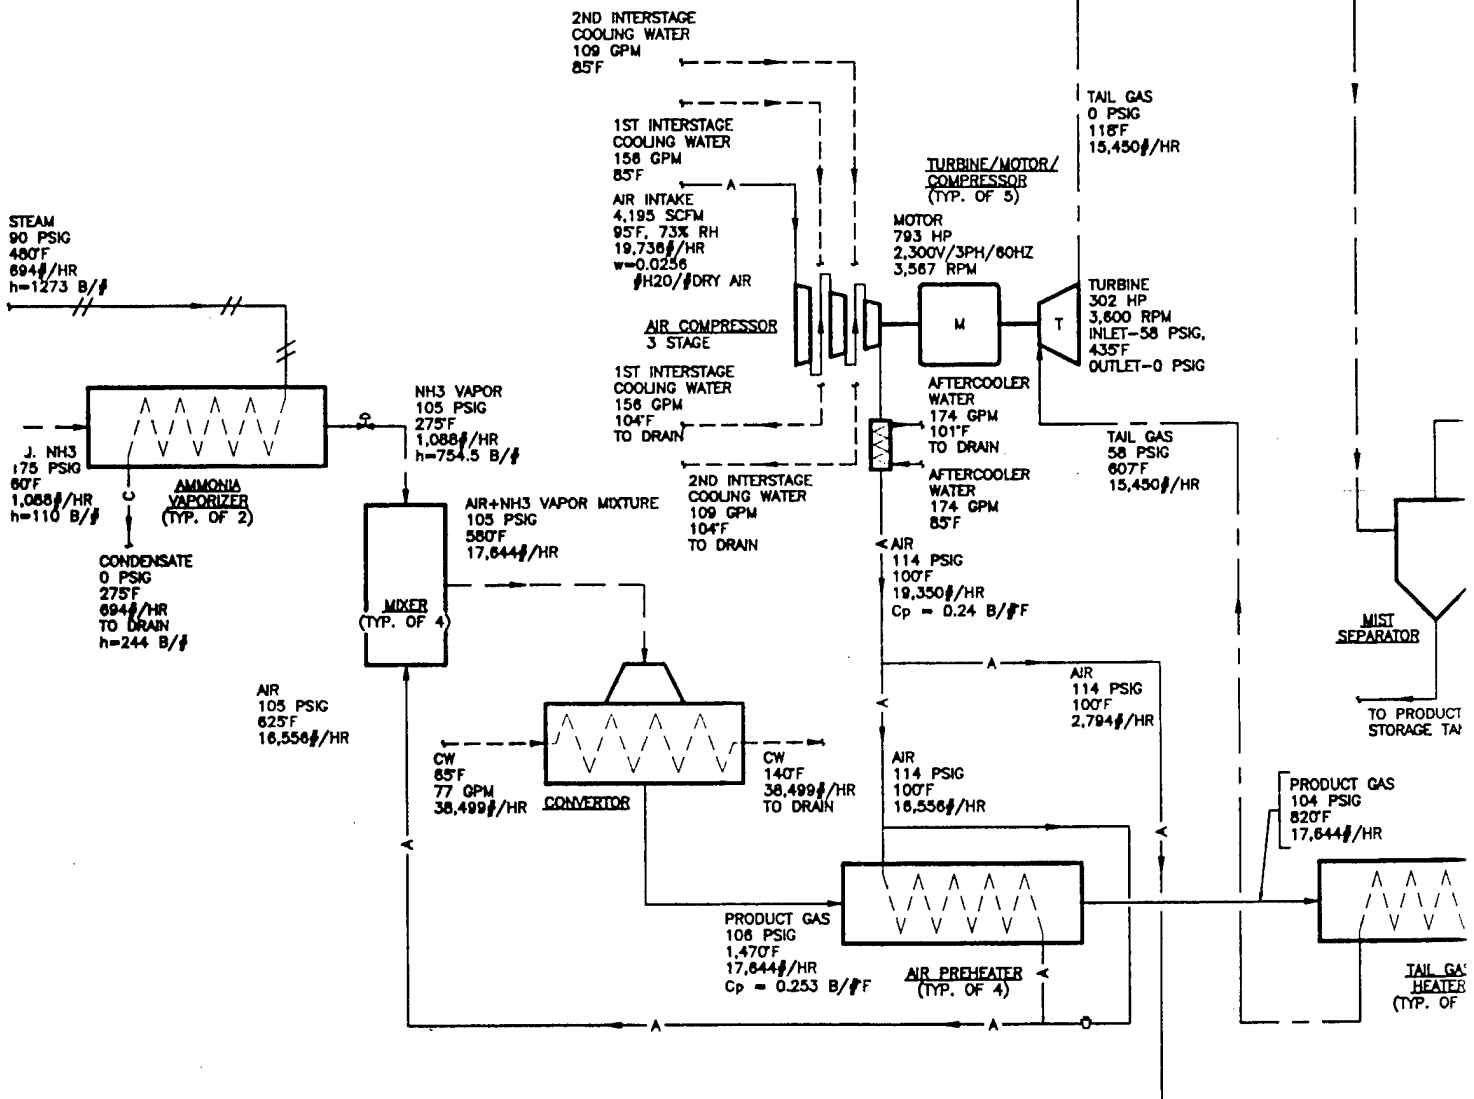 2ND INTERSTAGE
COOLING WATER
109 GPM
85°F
1ST INTERSTAGE
COOLING WATER
156 GPM
85°F
A
AIR INTAKE
4,195 SCFM
95°F, 73% RH
19,736#/HR
w=0.0256
#H2O/#DRY AIR
TAIL GAS
0 PSIG
118°F
15,450#/HR
TURBINE/MOTOR/
COMPRESSOR
(TYP. OF 5)
MOTOR
793 HP
2,300V/3PH/60HZ
3,567 RPM
STEAM
90 PSIG
480°F
694#/HR
h=1273 B/#
AIR COMPRESSOR
3 STAGE
M
T
TURBINE
302 HP
3,600 RPM
INLET-58 PSIG,
435°F
OUTLET-0 PSIG
1ST INTERSTAGE
COOLING WATER
156 GPM
104°F
TO DRAIN
AFTERCOOLER
WATER
174 GPM
101°F
TO DRAIN
AFTERCOOLER
WATER
174 GPM
85°F
TAIL GAS
58 PSIG
607°F
15,450#/HR
NH3 VAPOR
105 PSIG
275°F
1,088#/HR
h=754.5 B/#
NH3
175 PSIG
60°F
1,088#/HR
h=110 B/#
C
AMMONIA
VAPORIZER
(TYP. OF 2)
2ND INTERSTAGE
COOLING WATER
109 GPM
104°F
TO DRAIN
AIR+NH3 VAPOR MIXTURE
105 PSIG
580°F
17,644#/HR
CONDENSATE
0 PSIG
275°F
694#/HR
TO DRAIN
h=244 B/#
A
AIR
114 PSIG
100°F
19,350#/HR
Cp = 0.24 B/#°F
MIXER
(TYP. OF 4)
MIST
SEPARATOR
A
AIR
114 PSIG
100°F
2,794#/HR
A
AIR
105 PSIG
625°F
16,556#/HR
TO PRODUCT
STORAGE TA
CW
85°F
77 GPM
38,499#/HR
CONVERTOR
CW
140°F
38,499#/HR
TO DRAIN
AIR
114 PSIG
100°F
16,556#/HR
PRODUCT GAS
104 PSIG
820°F
17,644#/HR
A
A
PRODUCT GAS
106 PSIG
1,470°F
17,644#/HR
Cp = 0.253 B/#°F
AIR PREHEATER
(TYP. OF 4)
A
TAIL GAS
HEATER
(TYP. OF
A
A